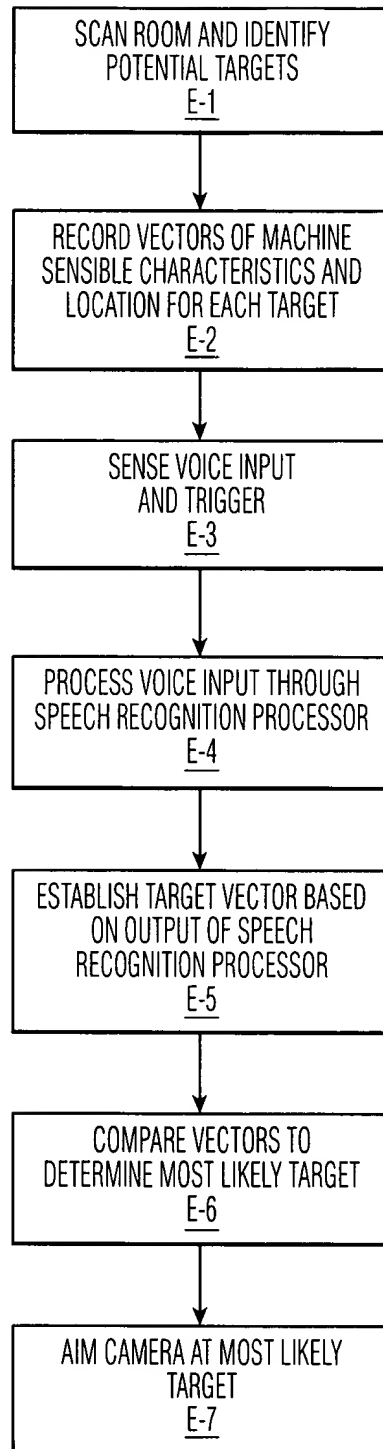 SCAN ROOM AND IDENTIFY
POTENTIAL TARGETS
E-1
RECORD VECTORS OF MACHINE
SENSIBLE CHARACTERISTICS AND
LOCATION FOR EACH TARGET
E-2
SENSE VOICE INPUT
AND TRIGGER
E-3
PROCESS VOICE INPUT THROUGH
SPEECH RECOGNITION PROCESSOR
E-4
ESTABLISH TARGET VECTOR BASED
ON OUTPUT OF SPEECH
RECOGNITION PROCESSOR
E-5
COMPARE VECTORS TO
DETERMINE MOST LIKELY TARGET
E-6
AIM CAMERA AT MOST LIKELY
TARGET
E-7